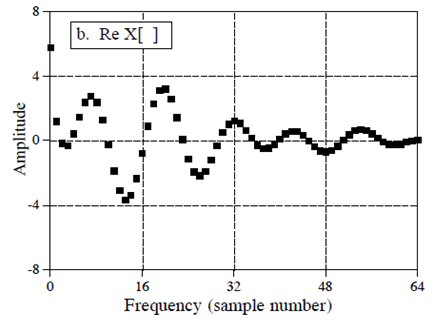 8
b. Re X[ ]
4
0
-4
-8
Amplitude
0 16 32 48 64
Frequency (sample number)